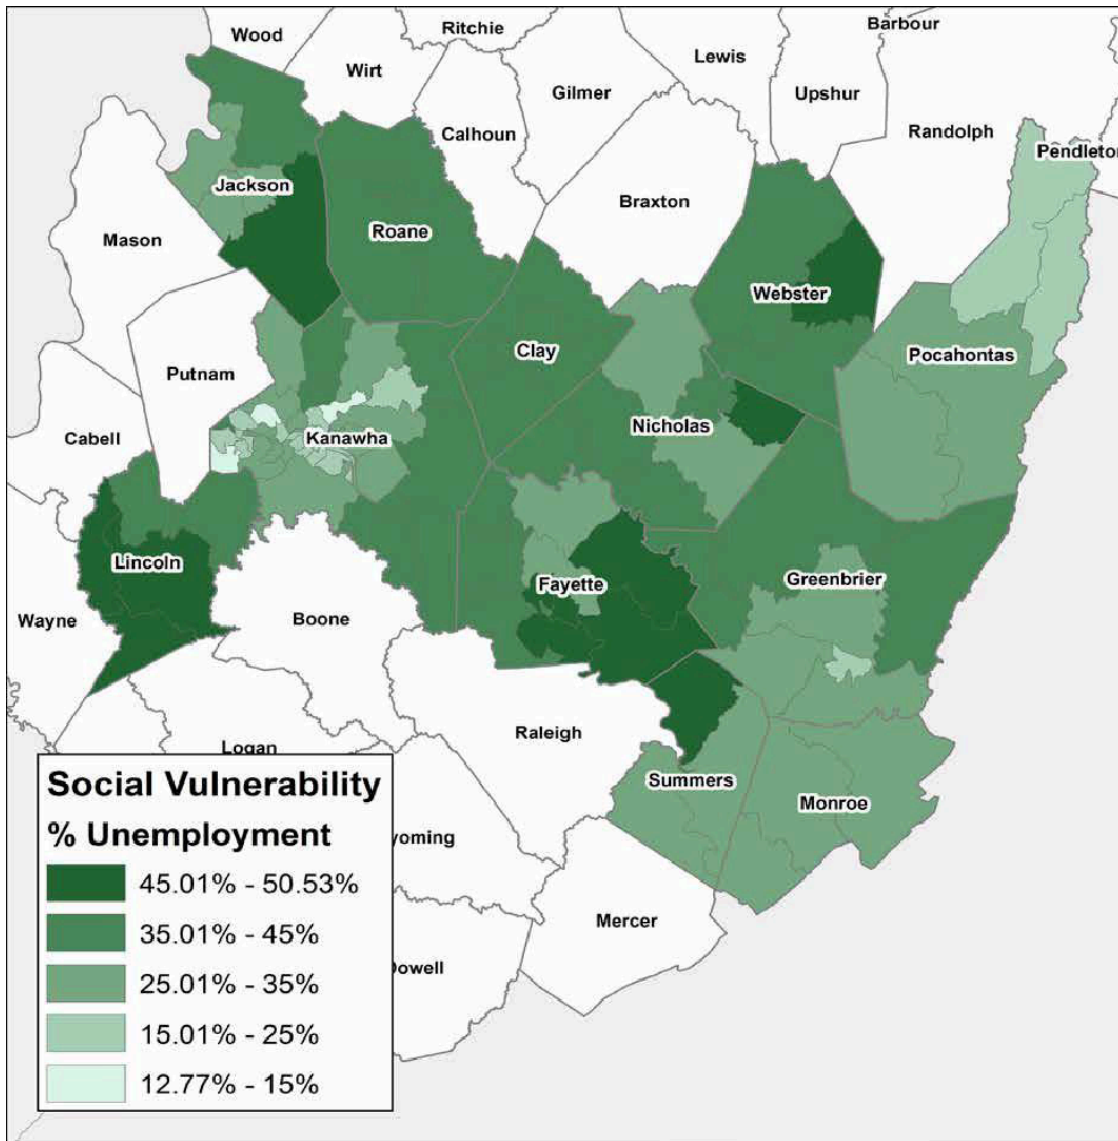 Wood
Ritchie
Barbour
Lewis
Wirt
Gilmer
Upshur
Calhoun
Randolph
Pendleton
Jackson
Braxton
Mason
Roane
Webster
Clay
Pocahontas
Putnam
Nicholas
Cabell
Kanawha
Lincoln
Fayette
Greenbrier
Wayne
Boone
Raleigh
Logan
Summers
Monroe
yoming
Mercer
Dowell
Social Vulnerability
% Unemployment
45.01% - 50.53%
35.01% - 45%
25.01% - 35%
15.01% - 25%
12.77% - 15%